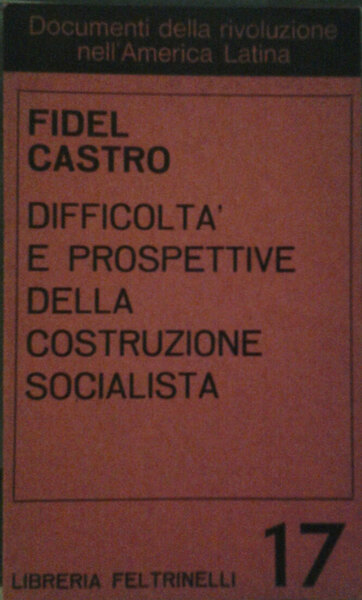 Documenti della rivoluzione
nell'America Latina
FIDEL
CASTRO
DIFFICOLTA'
E PROSPETTIVE
DELLA
COSTRUZIONE
SOCIALISTA
LIBRERIA FELTRINELLI 17